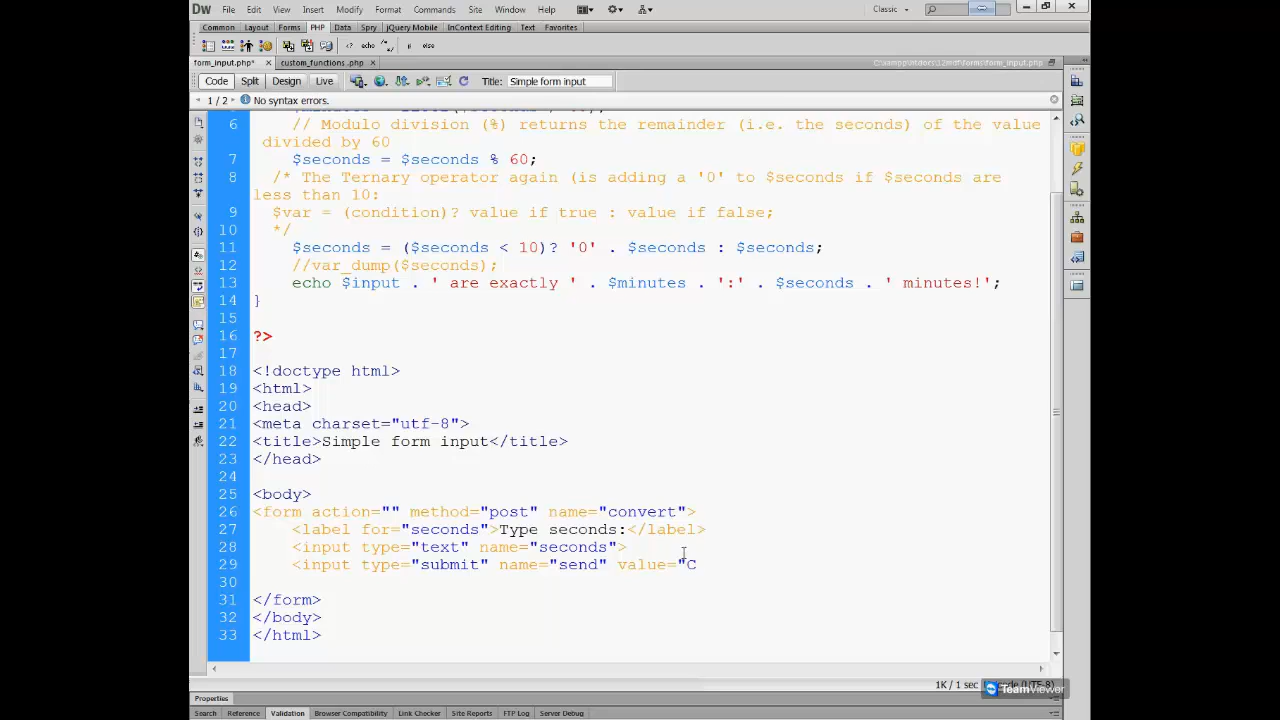 Dw File Edit View Insert Modify Format Commands Site Window Help Classic
Common Layout Forms PHP Data Spry jQuery Mobile InContext Editing Text Favorites
<? echo /* */ if else
form_input.php* × custom_functions.php ×
Code Split Design Live Title: Simple form input
1 / 2 No syntax errors.
6 // Modulo division (%) returns the remainder (i.e. the seconds) of the value
divided by 60
7 $seconds = $seconds % 60;
8 /* The Ternary operator again (is adding a '0' to $seconds if $seconds are
less than 10:
9 $var = (condition)? value if true : value if false;
10 */
11 $seconds = ($seconds < 10)? '0' . $seconds : $seconds;
12 //var_dump($seconds);
13 echo $input . ' are exactly ' . $minutes . ':' . $seconds . ' minutes!';
14 }
15
16 ?>
17
18 <!doctype html>
19 <html>
20 <head>
21 <meta charset="utf-8">
22 <title>Simple form input</title>
23 </head>
24
25 <body>
26 <form action="" method="post" name="convert">
27 <label for="seconds">Type seconds:</label>
28 <input type="text" name="seconds">
29 <input type="submit" name="send" value="C
30
31 </form>
32 </body>
33 </html>
1K / 1 sec
TeamViewer
Properties
Search Reference Validation Browser Compatibility Link Checker Site Reports FTP Log Server Debug